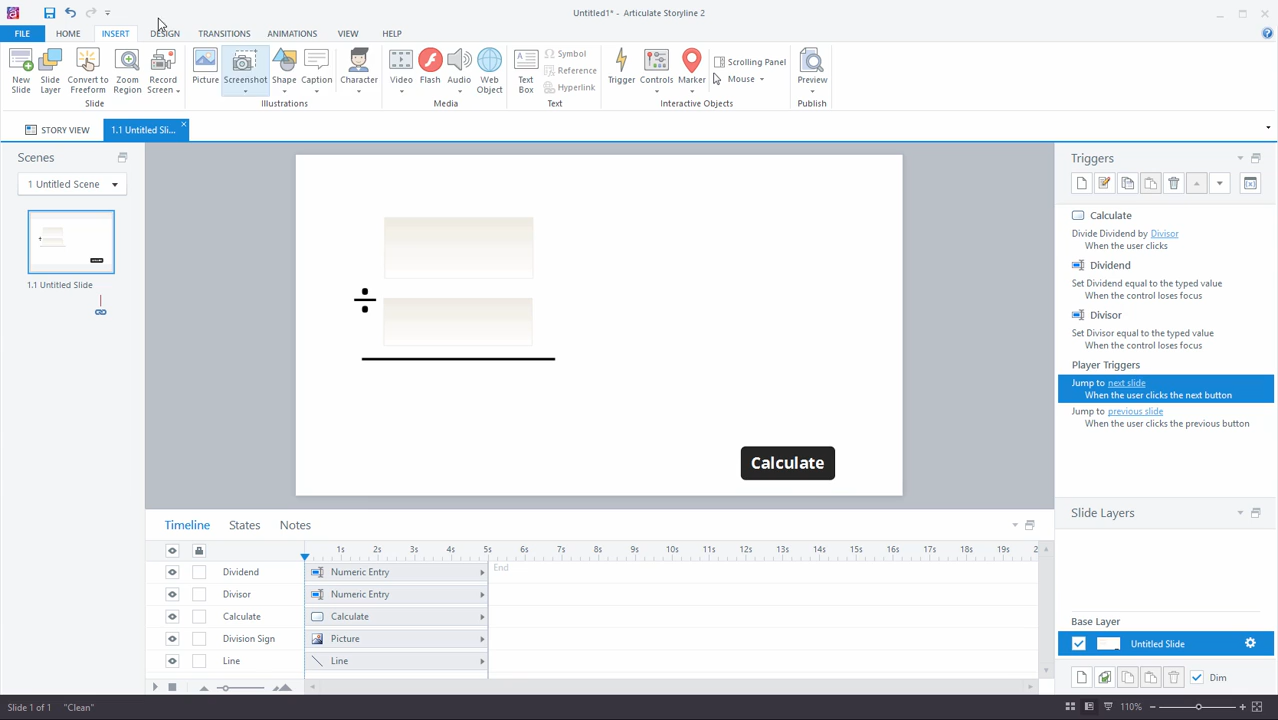 Untitled1* - Articulate Storyline 2
FILE HOME INSERT DESIGN TRANSITIONS ANIMATIONS VIEW HELP
New Slide
Slide Layer
Convert to Freeform
Zoom Region
Record Screen
Picture
Screenshot
Shape
Caption
Character
Video
Flash
Audio
Web Object
Text Box
Symbol
Reference
Hyperlink
Trigger
Controls
Marker
Scrolling Panel
Mouse
Preview
Slide Illustrations Media Text Interactive Objects Publish
STORY VIEW 1.1 Untitled Sli...
Scenes
1 Untitled Scene
1.1 Untitled Slide
÷
Calculate
Triggers
Calculate
Divide Dividend by Divisor
When the user clicks
Dividend
Set Dividend equal to the typed value
When the control loses focus
Divisor
Set Divisor equal to the typed value
When the control loses focus
Player Triggers
Jump to next slide
When the user clicks the next button
Jump to previous slide
When the user clicks the previous button
Slide Layers
Base Layer
Untitled Slide
Dim
Timeline States Notes
1s 2s 3s 4s 5s 6s 7s 8s 9s 10s 11s 12s 13s 14s 15s 16s 17s 18s 19s 2
End
Dividend Numeric Entry
Divisor Numeric Entry
Calculate Calculate
Division Sign Picture
Line Line
Slide 1 of 1 "Clean" 110%